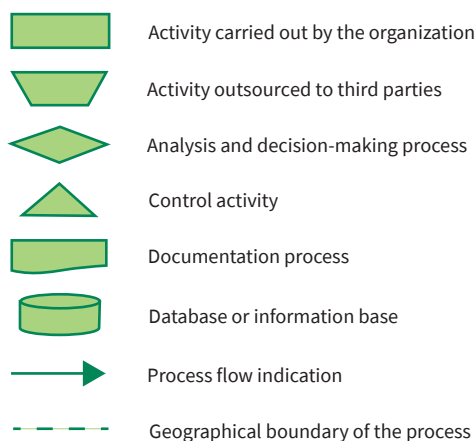 Activity carried out by the organization
Activity outsourced to third parties
Analysis and decision-making process
Control activity
Documentation process
Database or information base
Process flow indication
Geographical boundary of the process